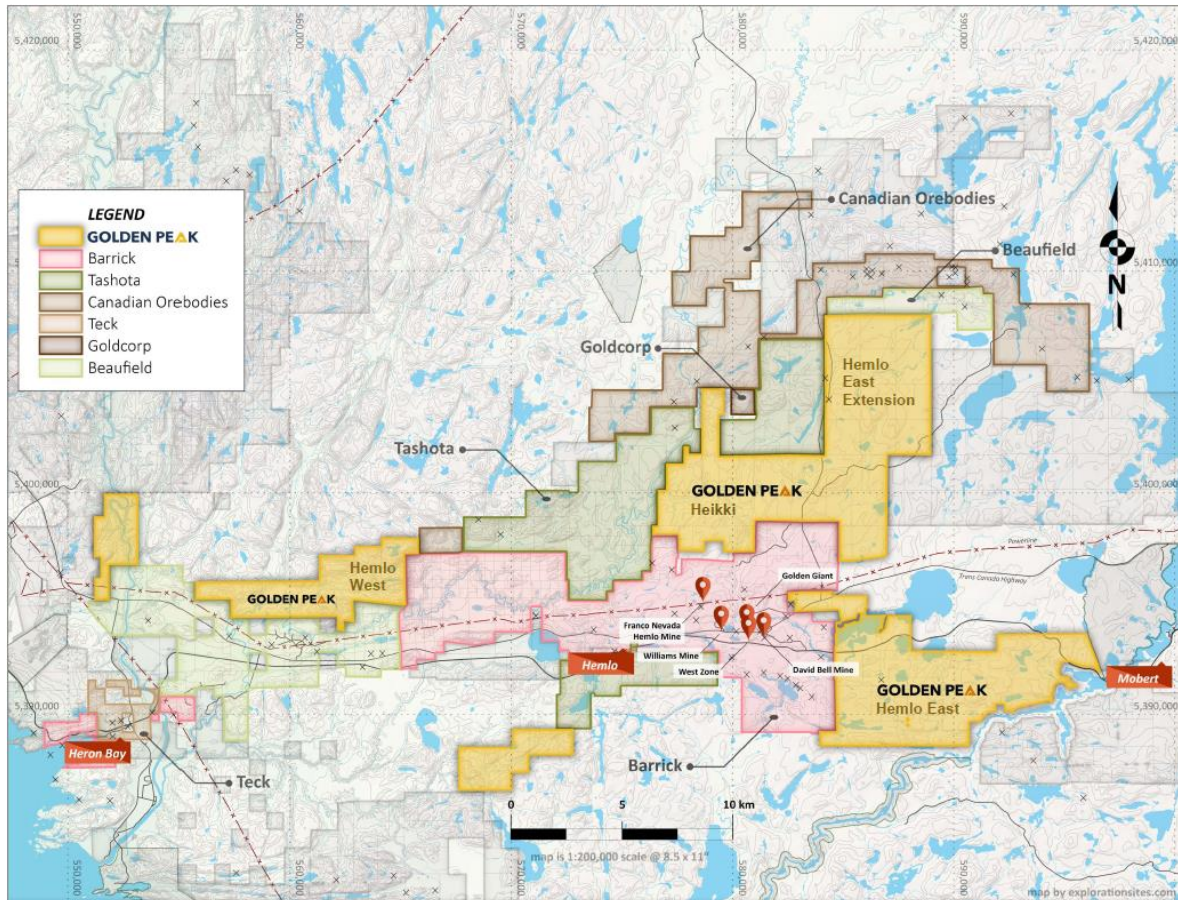 550,000
560,000
570,000
580,000
590,000
5,420,000
5,420,000
LEGEND
GOLDEN PEAK
Barrick
Tashota
Canadian Orebodies
Teck
Goldcorp
Beaufield
Canadian Orebodies
Beaufield
N
5,410,000
Goldcorp
Hemlo
East
Extension
Tashota
5,400,000
5,400,000
GOLDEN PEAK
Heikki
Powerline
Hemlo
West
GOLDEN PEAK
Golden Giant
Trans Canada Highway
Franco Nevada
Hemlo Mine
Williams Mine
West Zone
David Bell Mine
Hemlo
Mobert
GOLDEN PEAK
Hemlo East
5,390,000
5,390,000
Heron Bay
Teck
Barrick
0 5 10 km
map is 1:200,000 scale @ 8.5 x 11"
550,000
570,000
580,000
590,000
map by explorationsites.com